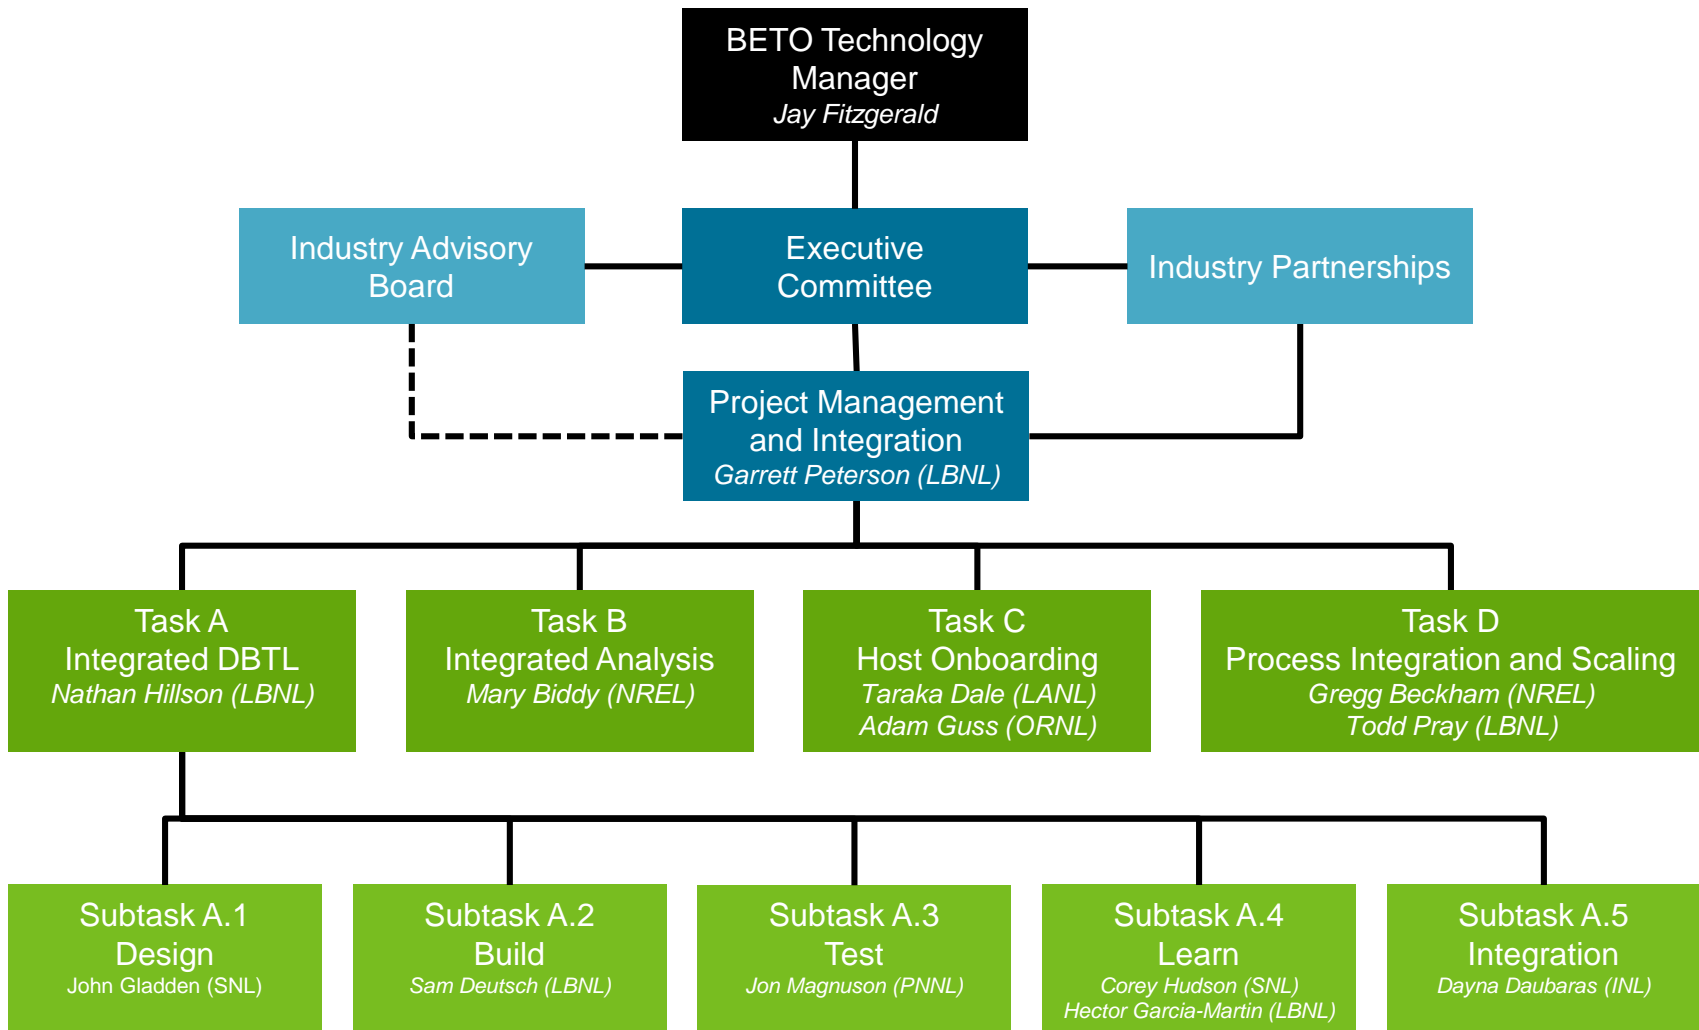 BETO Technology
Manager
Jay Fitzgerald
Industry Advisory
Board
Executive
Committee
Industry Partnerships
Project Management
and Integration
Garrett Peterson (LBNL)
Task A
Integrated DBTL
Nathan Hillson (LBNL)
Task B
Integrated Analysis
Mary Biddy (NREL)
Task C
Host Onboarding
Taraka Dale (LANL)
Adam Guss (ORNL)
Task D
Process Integration and Scaling
Gregg Beckham (NREL)
Todd Pray (LBNL)
Subtask A.1
Design
John Gladden (SNL)
Subtask A.2
Build
Sam Deutsch (LBNL)
Subtask A.3
Test
Jon Magnuson (PNNL)
Subtask A.4
Learn
Corey Hudson (SNL)
Hector Garcia-Martin (LBNL)
Subtask A.5
Integration
Dayna Daubaras (INL)